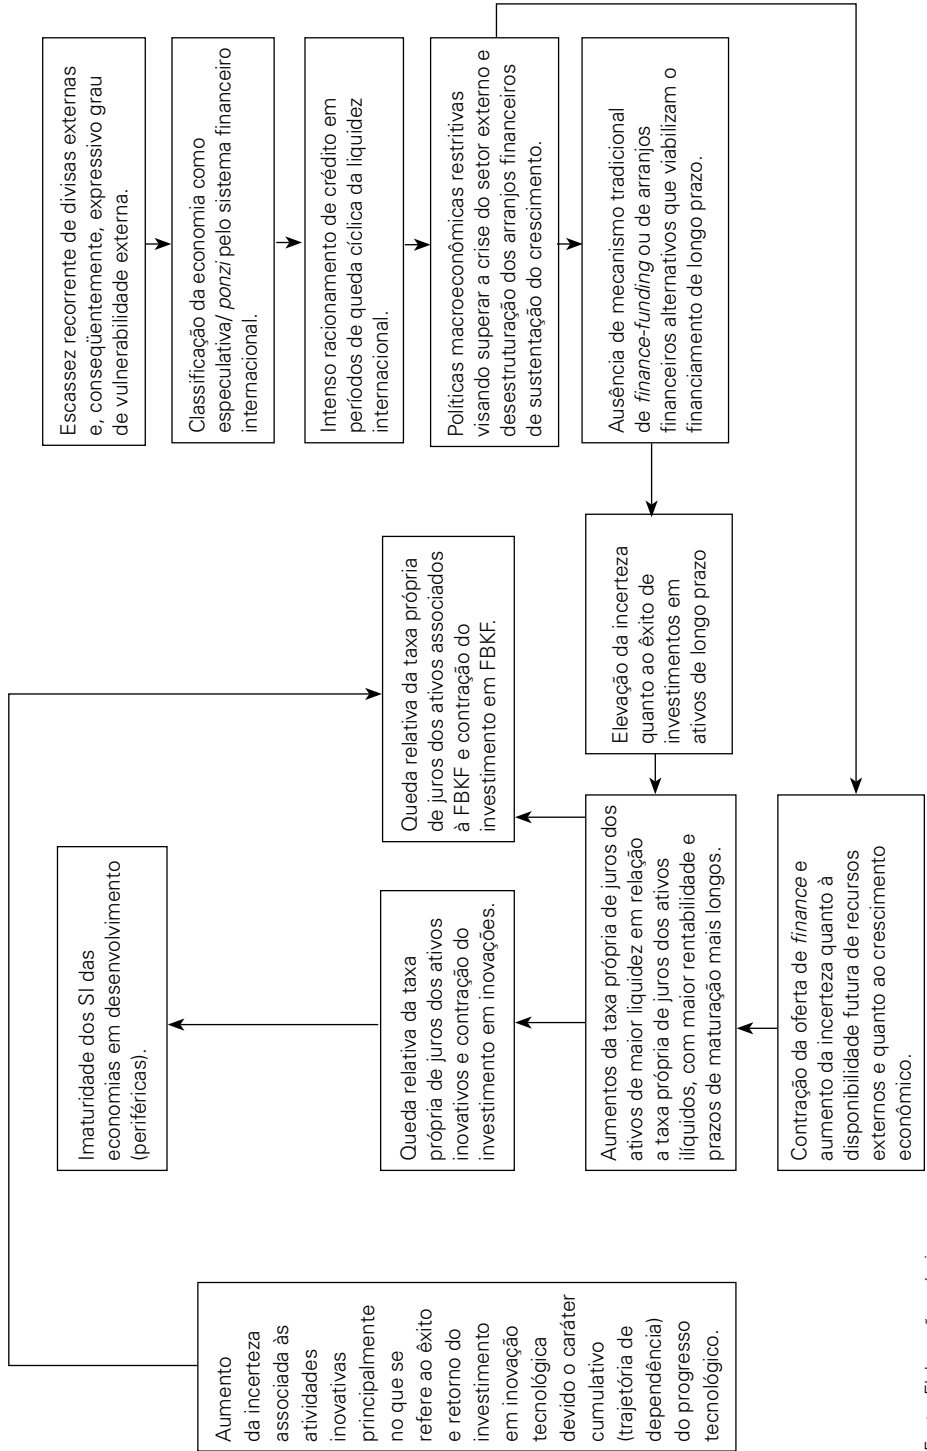 Escassez recorrente de divisas externas
e, conseqüentemente, expressivo grau
de vulnerabilidade externa.
Classificação da economia como
especulativa/ ponzi pelo sistema financeiro
internacional.
Intenso racionamento de crédito em
períodos de queda cíclica da liquidez
internacional.
Políticas macroeconômicas restritivas
visando superar a crise do setor externo e
desestruturação dos arranjos financeiros
de sustentação do crescimento.
Ausência de mecanismo tradicional
de finance-funding ou de arranjos
financeiros alternativos que viabilizam o
financiamento de longo prazo.
Elevação da incerteza
quanto ao êxito de
investimentos em
ativos de longo prazo
Queda relativa da taxa própria
de juros dos ativos associados
à FBKF e contração do
investimento em FBKF.
Imaturidade dos SI das
economias em desenvolvimento
(periféricas).
Queda relativa da taxa
própria de juros dos ativos
inovativos e contração do
investimento em inovações.
Aumentos da taxa própria de juros dos
ativos de maior liquidez em relação
a taxa própria de juros dos ativos
ilíquidos, com maior rentabilidade e
prazos de maturação mais longos.
Contração da oferta de finance e
aumento da incerteza quanto à
disponibilidade futura de recursos
externos e quanto ao crescimento
econômico.
Aumento
da incerteza
associada às
atividades
inovativas
principalmente
no que se
refere ao êxito
e retorno do
investimento
em inovação
tecnológica
devido o caráter
cumulativo
(trajetória de
dependência)
do progresso
tecnológico.